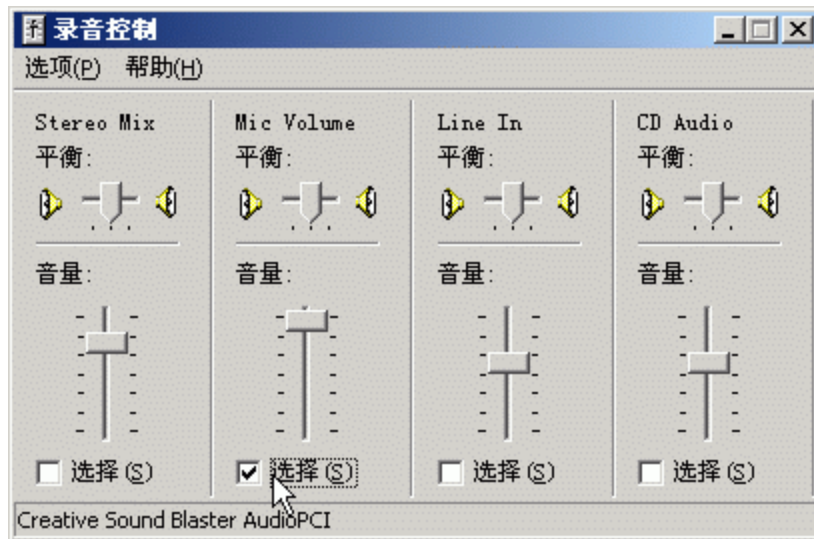 录音控制
选项(P) 帮助(H)
Stereo Mix
平衡:
音量:
选择(S)
Mic Volume
平衡:
音量:
选择(S)
Line In
平衡:
音量:
选择(S)
CD Audio
平衡:
音量:
选择(S)
Creative Sound Blaster AudioPCI